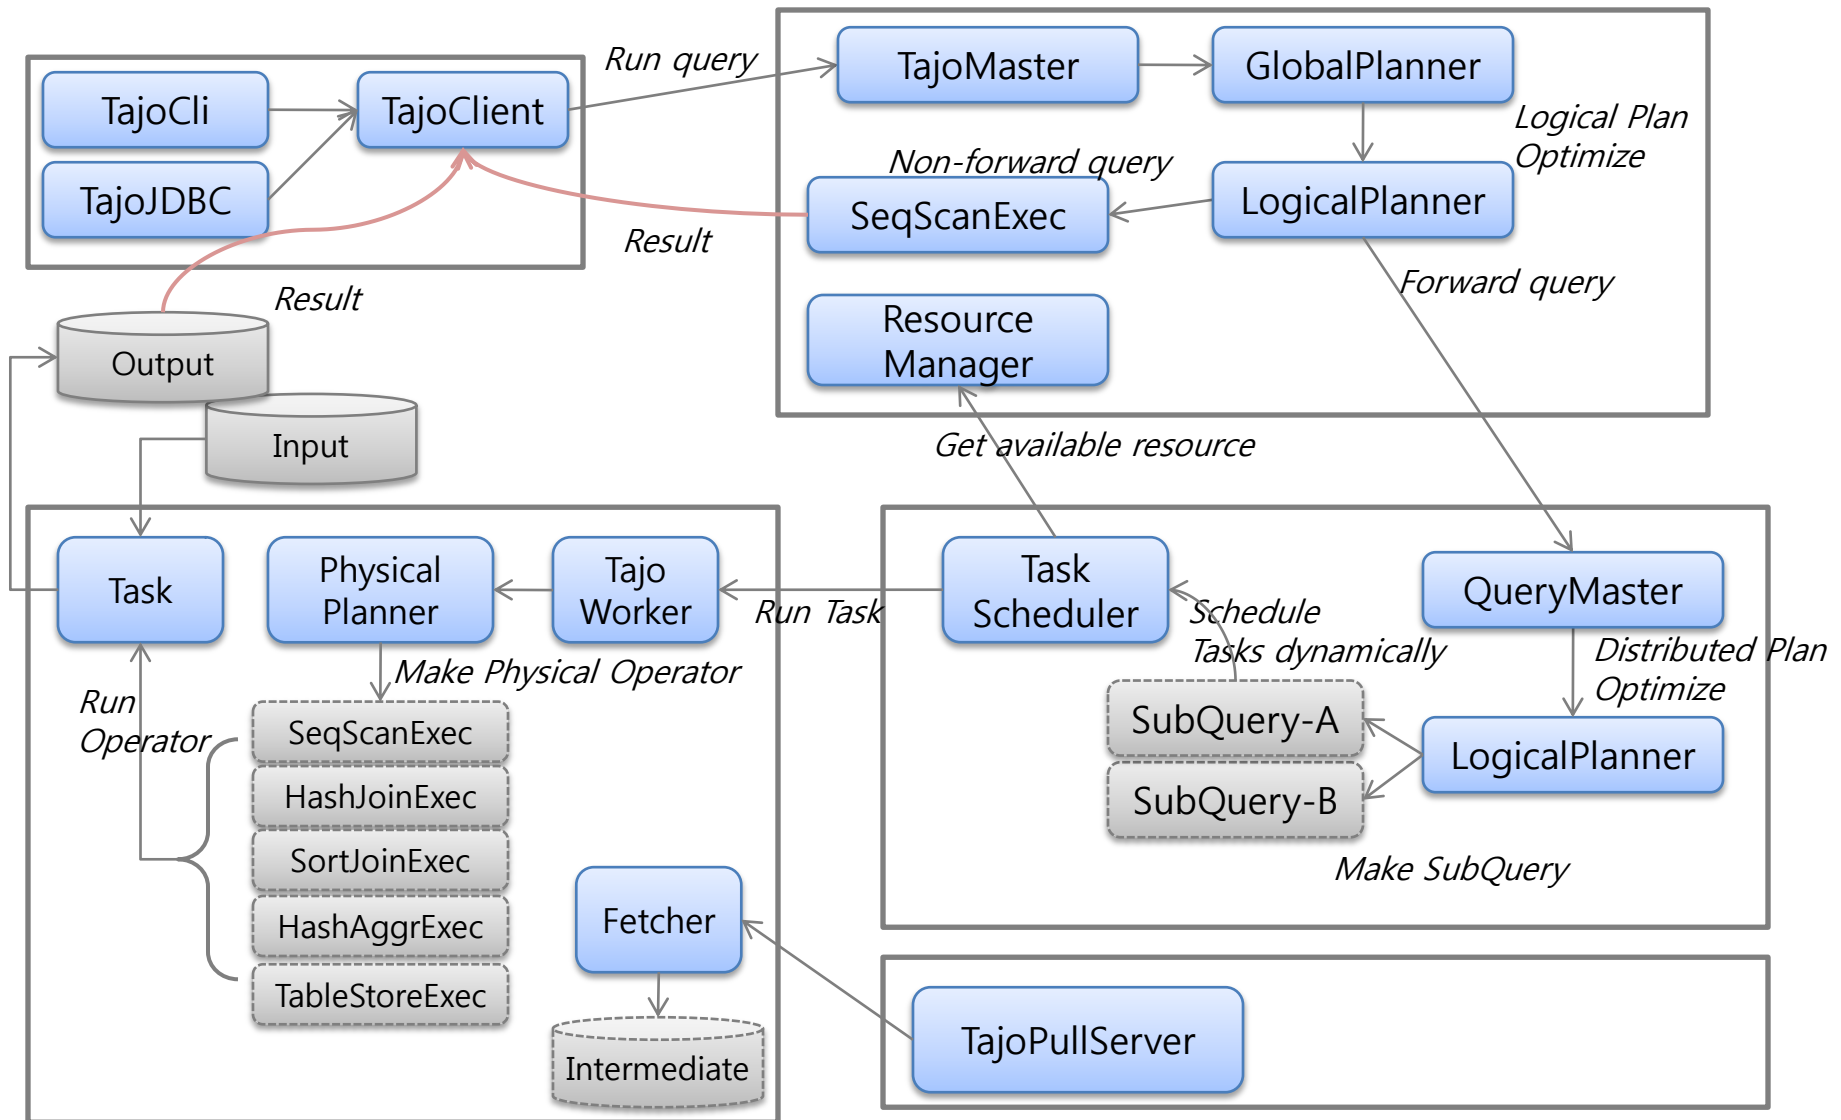 Run query
TajoMaster
GlobalPlanner
TajoCli
TajoClient
Logical Plan
Optimize
Non-forward query
TajoJDBC
SeqScanExec
LogicalPlanner
Result
Forward query
Result
Resource
Manager
Output
Input
Get available resource
Task
Physical
Planner
Tajo
Worker
Run Task
Task
Scheduler
Schedule
Tasks dynamically
QueryMaster
Distributed Plan
Optimize
Make Physical Operator
Run
Operator
SeqScanExec
HashJoinExec
SortJoinExec
HashAggrExec
TableStoreExec
SubQuery-A
SubQuery-B
LogicalPlanner
Make SubQuery
Fetcher
Intermediate
TajoPullServer